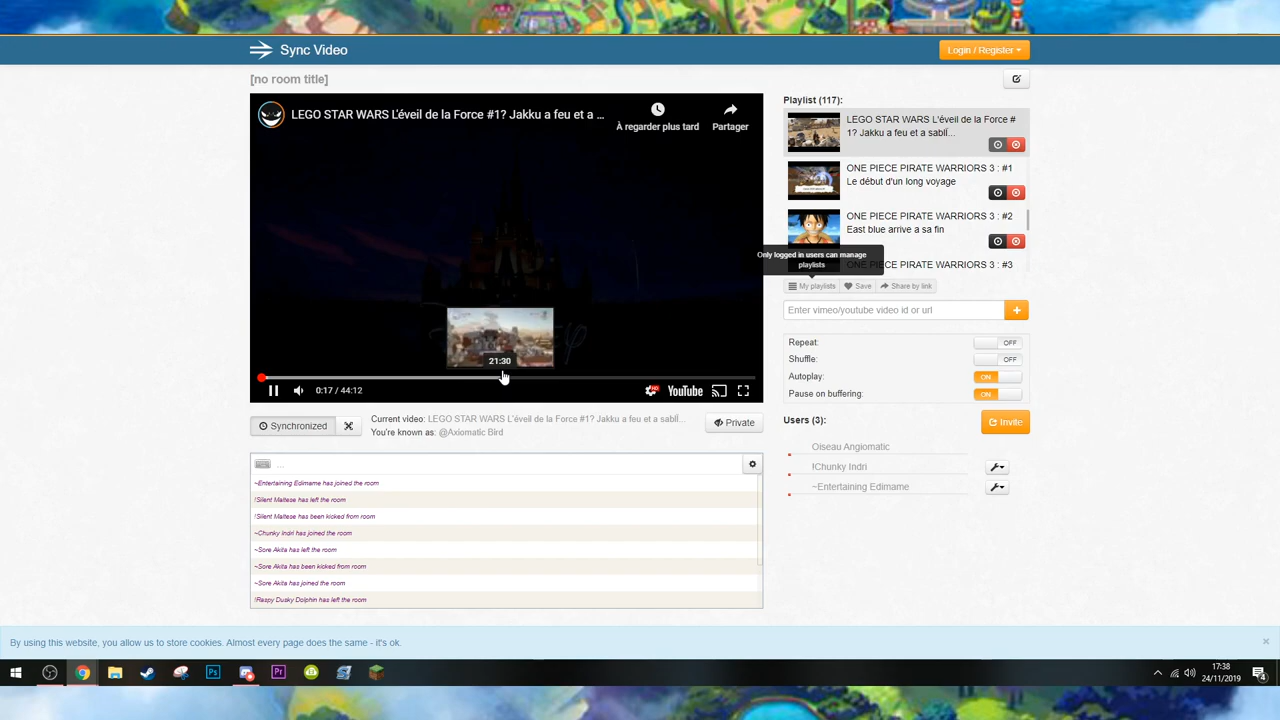 Sync Video
Login / Register
[no room title]
LEGO STAR WARS L'éveil de la Force #1? Jakku a feu et a ...
À regarder plus tard
Partager
21:30
0:17 / 44:12
HD
YouTube
Playlist (117):
LEGO STAR WARS L'éveil de la Force #
1? Jakku a feu et a sablÏ...
ONE PIECE PIRATE WARRIORS 3 : #1
Le début d'un long voyage
ONE PIECE PIRATE WARRIORS 3 : #2
East blue arrive a sa fin
ONE PIECE PIRATE WARRIORS 3 : #3
Only logged in users can manage
playlists
My playlists
Save
Share by link
Enter vimeo/youtube video id or url
Repeat:
OFF
Shuffle:
OFF
Autoplay:
ON
Pause on buffering:
ON
Synchronized
Current video: LEGO STAR WARS L'éveil de la Force #1? Jakku a feu et a sablÏ...
You're known as: @Axiomatic Bird
Private
Users (3):
Invite
Oiseau Angiomatic
!Chunky Indri
~Entertaining Edimame
...
~Entertaining Edimame has joined the room
!Silent Maltese has left the room
!Silent Maltese has been kicked from room
~Chunky Indri has joined the room
~Sore Akita has left the room
~Sore Akita has been kicked from room
~Sore Akita has joined the room
!Raspy Dusky Dolphin has left the room
By using this website, you allow us to store cookies. Almost every page does the same - it's ok.
Ps
Pr
17:38
24/11/2019
4